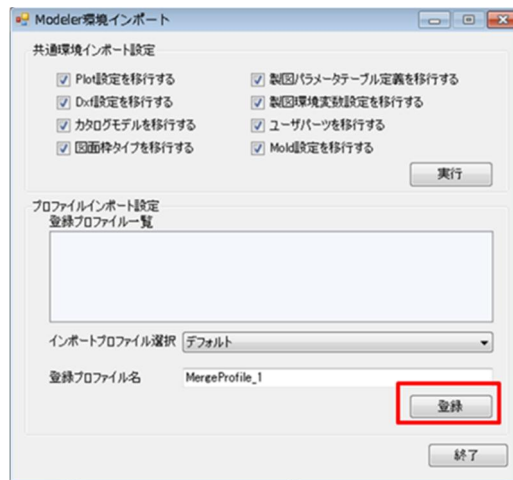 Modeler環境インポート
共通環境インポート設定
Plot設定を移行する
製図パラメータテーブル定義を移行する
Dxf設定を移行する
製図環境変数設定を移行する
カタログモデルを移行する
ユーザパーツを移行する
図面枠タイプを移行する
Mold設定を移行する
実行
プロファイルインポート設定
登録プロファイル一覧
インポートプロファイル選択 デフォルト
登録プロファイル名 MergeProfile_1
登録
終了